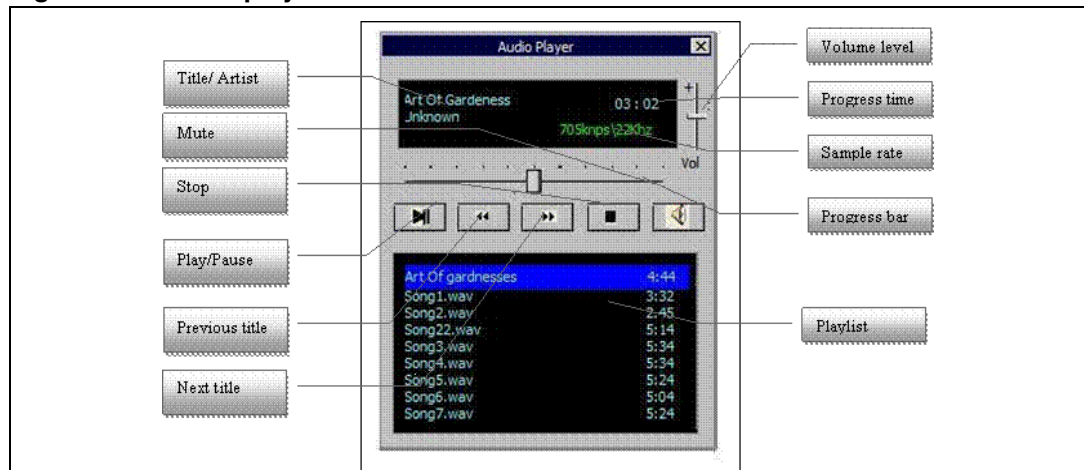 Audio Player
Title/ Artist
Mute
Stop
Play/Pause
Previous title
Next title
Art Of Gardeness
Jnknown
03 : 02
705knps\22Khz
+
Vol
Art Of gardnesses 4:44
Song1.wav 3:32
Song2.wav 2:45
Song22.wav 5:14
Song3.wav 5:34
Song4.wav 5:34
Song5.wav 5:24
Song6.wav 5:04
Song7.wav 5:24
Volume level
Progress time
Sample rate
Progress bar
Playlist